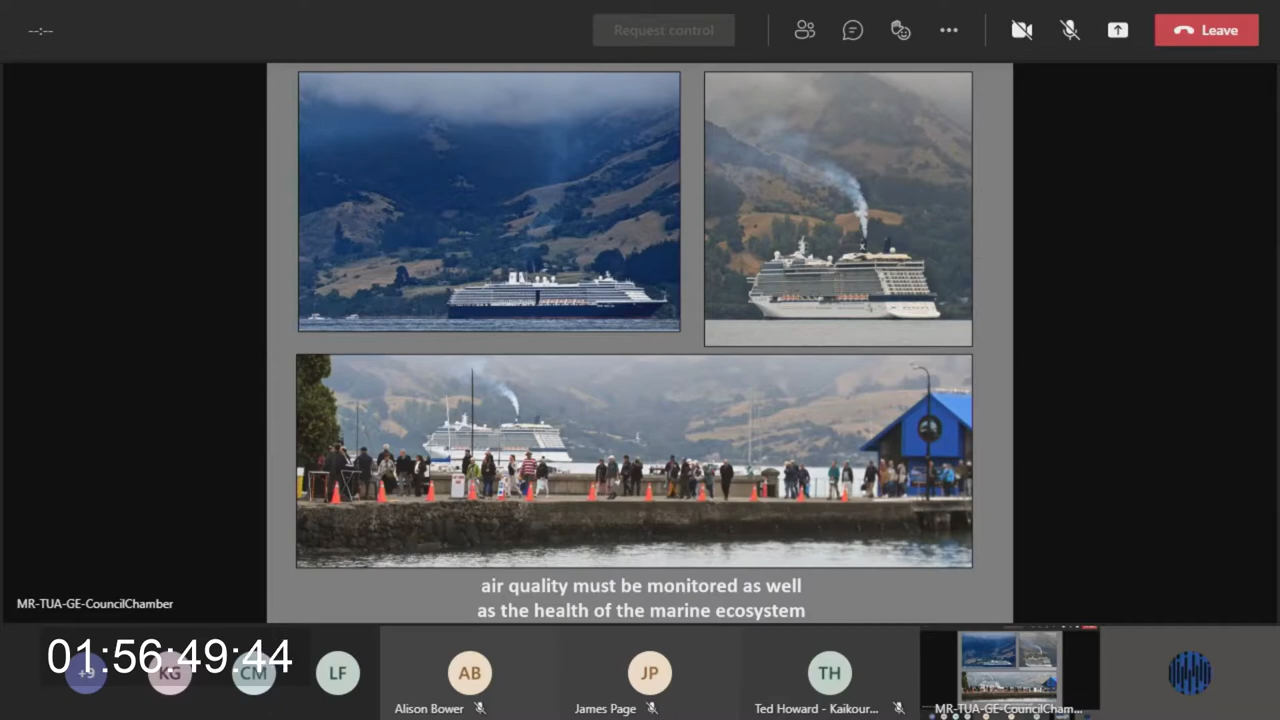 --:--
Request control
Leave
air quality must be monitored as well
as the health of the marine ecosystem
MR-TUA-GE-CouncilChamber
01:56:49:44
+9
KG
CM
LF
AB
JP
TH
Alison Bower
James Page
Ted Howard - Kaikour...
MR-TUA-GE-CouncilCham...